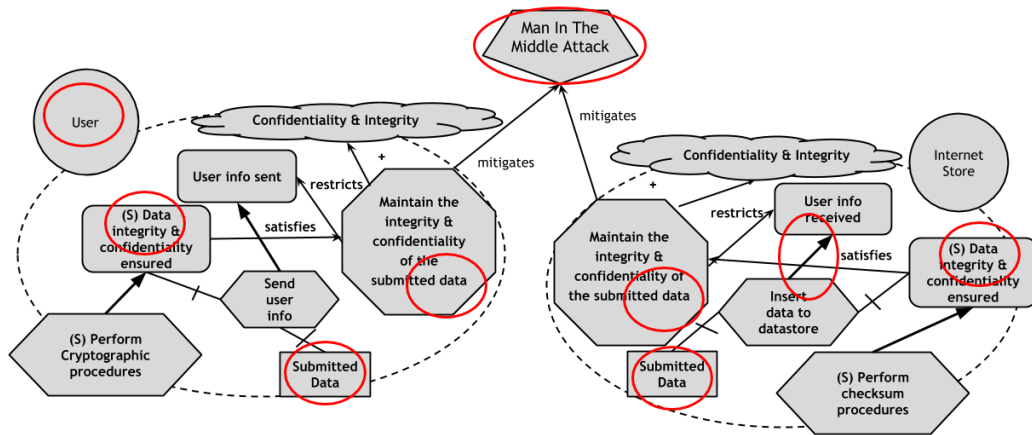 Man In The
Middle Attack
User
Confidentiality & Integrity
+
mitigates
mitigates
Confidentiality & Integrity
+
Internet
Store
User info sent
restricts
Maintain the
integrity &
confidentiality
of the
submitted data
(S) Data
integrity &
confidentiality
ensured
satisfies
Send
user
info
(S) Perform
Cryptographic
procedures
Submitted
Data
User info
received
restricts
Maintain the
integrity &
confidentiality of
the submitted data
satisfies
(S) Data
integrity &
confidentiality
ensured
Insert
data to
datastore
Submitted
Data
(S) Perform
checksum
procedures